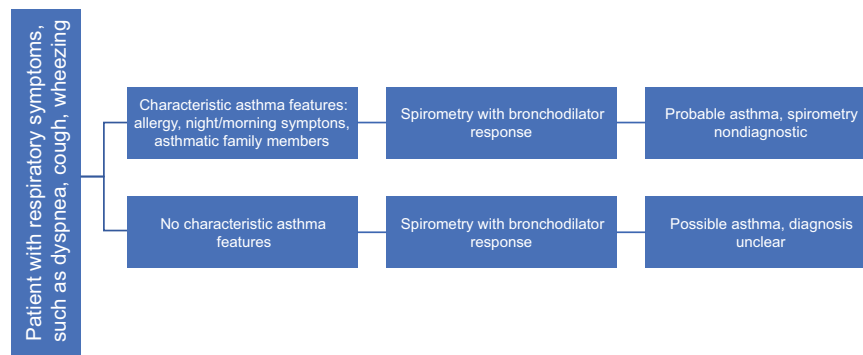 Patient with respiratory symptoms,
such as dyspnea, cough, wheezing
Characteristic asthma features:
allergy, night/morning symptons,
asthmatic family members
Spirometry with bronchodilator
response
Probable asthma, spirometry
nondiagnostic
No characteristic asthma
features
Spirometry with bronchodilator
response
Possible asthma, diagnosis
unclear